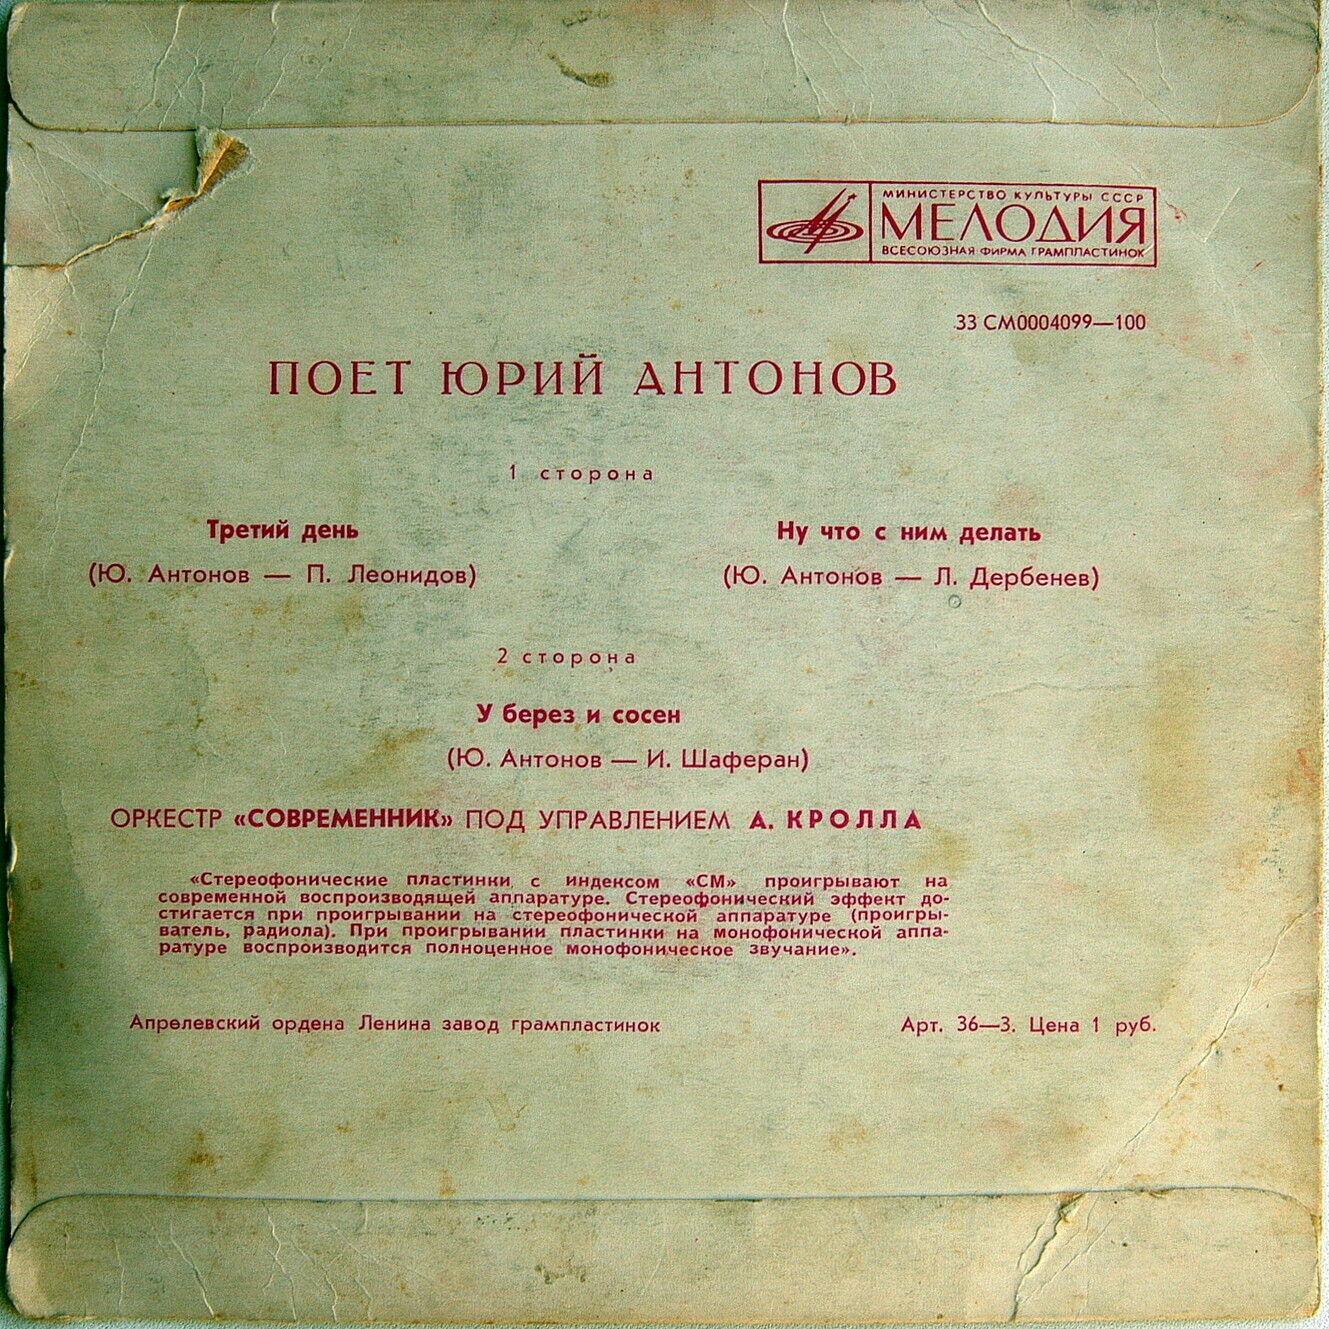 МИНИСТЕРСТВО КУЛЬТУРЫ СССР
МЕЛОДИЯ
ВСЕСОЮЗНАЯ ФИРМА ГРАМПЛАСТИНОК
33 СМ0004099—100
ПОЕТ ЮРИЙ АНТОНОВ
1 сторона
Третий день
(Ю. Антонов — П. Леонидов)
Ну что с ним делать
(Ю. Антонов — Л. Дербенев)
2 сторона
У берез и сосен
(Ю. Антонов — И. Шаферан)
ОРКЕСТР «СОВРЕМЕННИК» ПОД УПРАВЛЕНИЕМ А. КРОЛЛА
«Стереофонические пластинки с индексом «СМ» проигрывают на
современной воспроизводящей аппаратуре. Стереофонический эффект до-
стигается при проигрывании на стереофонической аппаратуре (проигры-
ватель, радиола). При проигрывании пластинки на монофонической аппа-
ратуре воспроизводится полноценное монофоническое звучание».
Апрелевский ордена Ленина завод грампластинок
Арт. 36—3. Цена 1 руб.